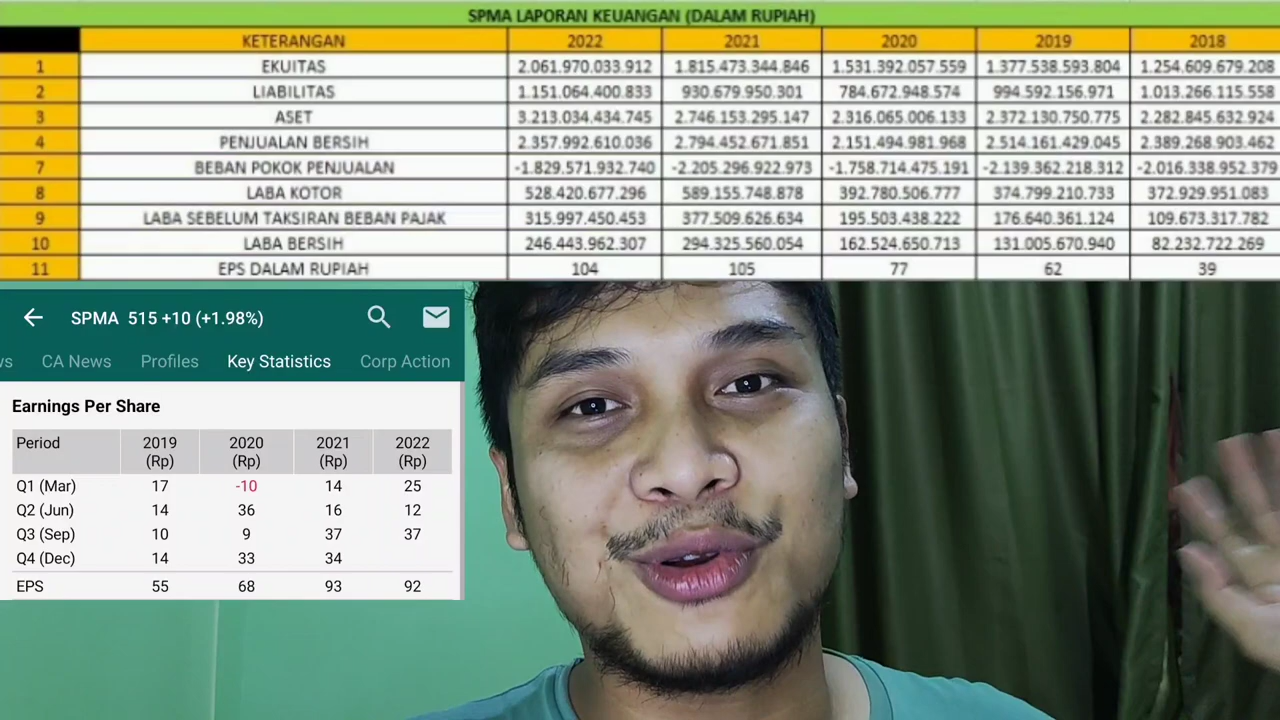 SPMA LAPORAN KEUANGAN (DALAM RUPIAH)
KETERANGAN 2022 2021 2020 2019 2018
1 EKUITAS 2.061.970.033.912 1.815.473.344.846 1.531.392.057.559 1.377.538.593.804 1.254.609.679.208
2 LIABILITAS 1.151.064.400.833 930.679.950.301 784.672.948.574 994.592.156.971 1.013.266.115.558
3 ASET 3.213.034.434.745 2.746.153.295.147 2.316.065.006.133 2.372.130.750.775 2.282.845.632.924
4 PENJUALAN BERSIH 2.357.992.610.036 2.794.452.671.851 2.151.494.981.968 2.514.161.429.045 2.389.268.903.462
7 BEBAN POKOK PENJUALAN -1.829.571.932.740 -2.205.296.922.973 -1.758.714.475.191 -2.139.362.218.312 -2.016.338.952.379
8 LABA KOTOR 528.420.677.296 589.155.748.878 392.780.506.777 374.799.210.733 372.929.951.083
9 LABA SEBELUM TAKSIRAN BEBAN PAJAK 315.997.450.453 377.509.626.634 195.503.438.222 176.640.361.124 109.673.317.782
10 LABA BERSIH 246.443.962.307 294.325.560.054 162.524.650.713 131.005.670.940 82.232.722.269
11 EPS DALAM RUPIAH 104 105 77 62 39
SPMA 515 +10 (+1.98%)
vs CA News Profiles Key Statistics Corp Action
Earnings Per Share
Period 2019 2020 2021 2022
(Rp) (Rp) (Rp) (Rp)
Q1 (Mar) 17 -10 14 25
Q2 (Jun) 14 36 16 12
Q3 (Sep) 10 9 37 37
Q4 (Dec) 14 33 34
EPS 55 68 93 92